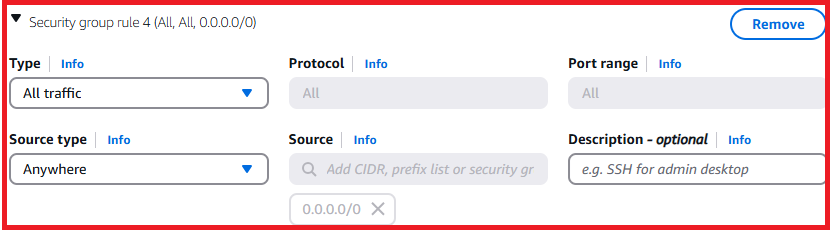 Security group rule 4 (All, All, 0.0.0.0/0)
Remove
Type Info Protocol Info Port range Info
All traffic All All
Source type Info Source Info Description - optional Info
Anywhere Add CIDR, prefix list or security gr e.g. SSH for admin desktop
0.0.0.0/0